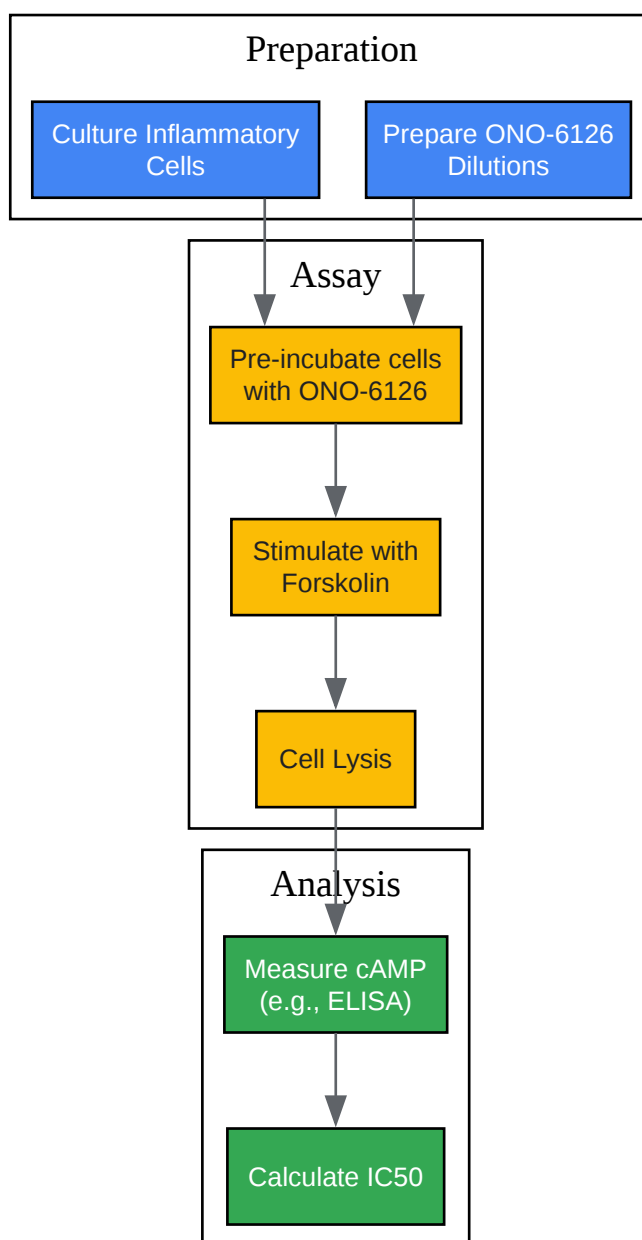 Preparation
Culture Inflammatory
Cells
Prepare ONO-6126
Dilutions
Assay
Pre-incubate cells
with ONO-6126
Stimulate with
Forskolin
Cell Lysis
Analysis
Measure cAMP
(e.g., ELISA)
Calculate IC50